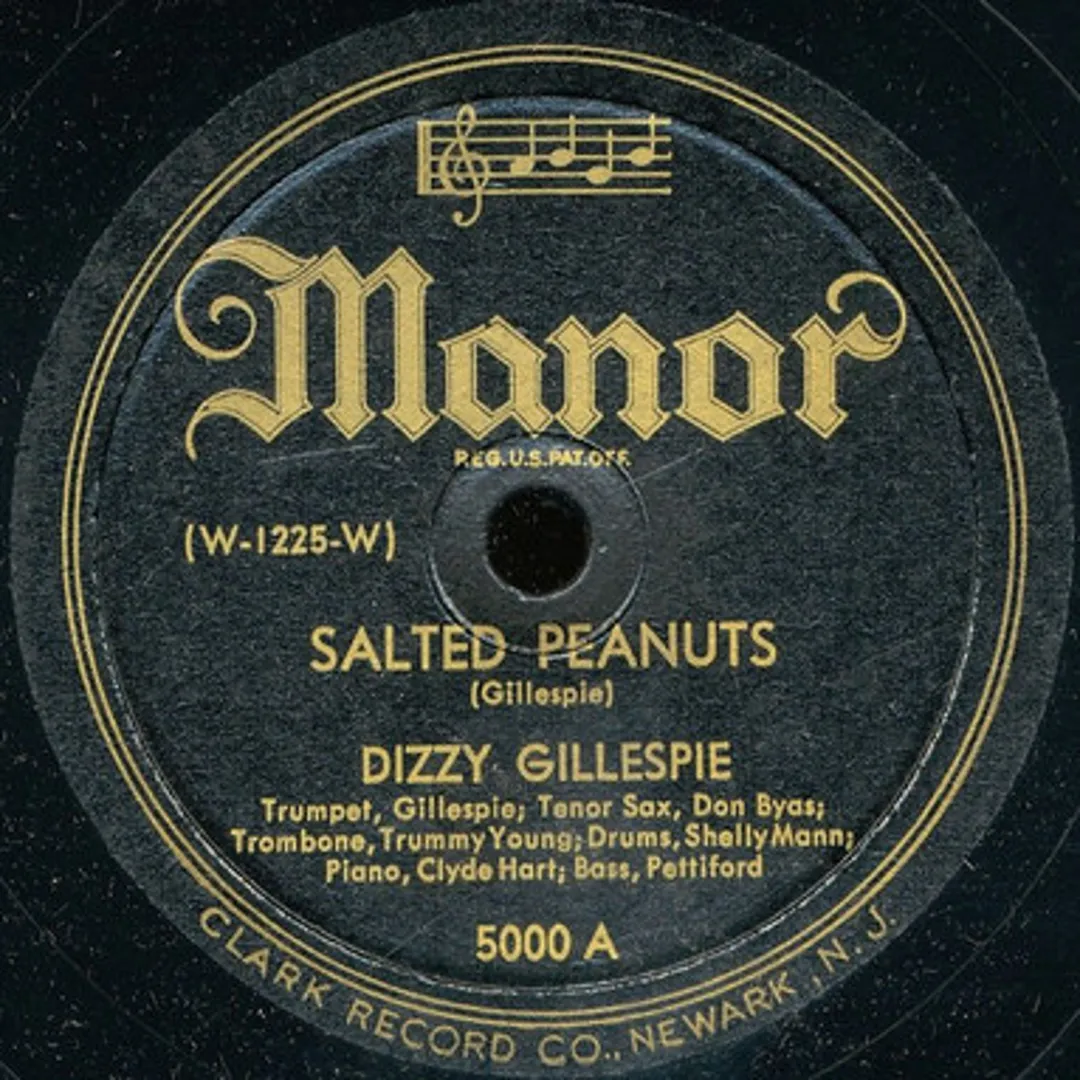 Manor
REG.U.S.PAT.OFF.
(W-1225-W)
SALTED PEANUTS
(Gillespie)
DIZZY GILLESPIE
Trumpet, Gillespie; Tenor Sax, Don Byas;
Trombone, Trummy Young; Drums, Shelly Mann;
Piano, Clyde Hart; Bass, Pettiford
5000 A
CLARK RECORD CO., NEWARK, N. J.